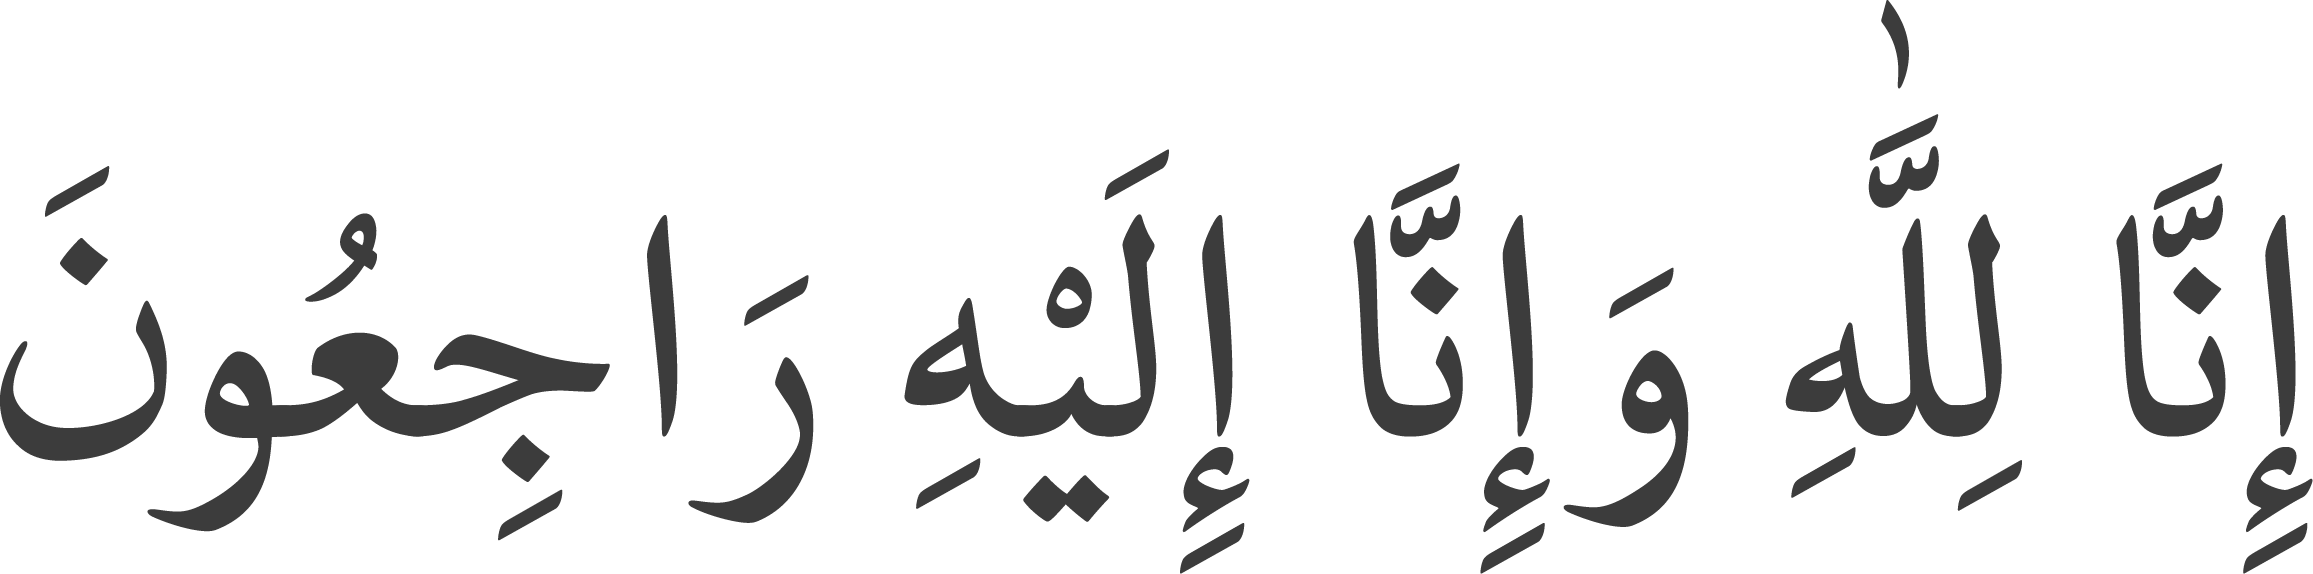 إِنَّا لِلَّٰهِ وَإِنَّا إِلَيْهِ رَاجِعُونَ